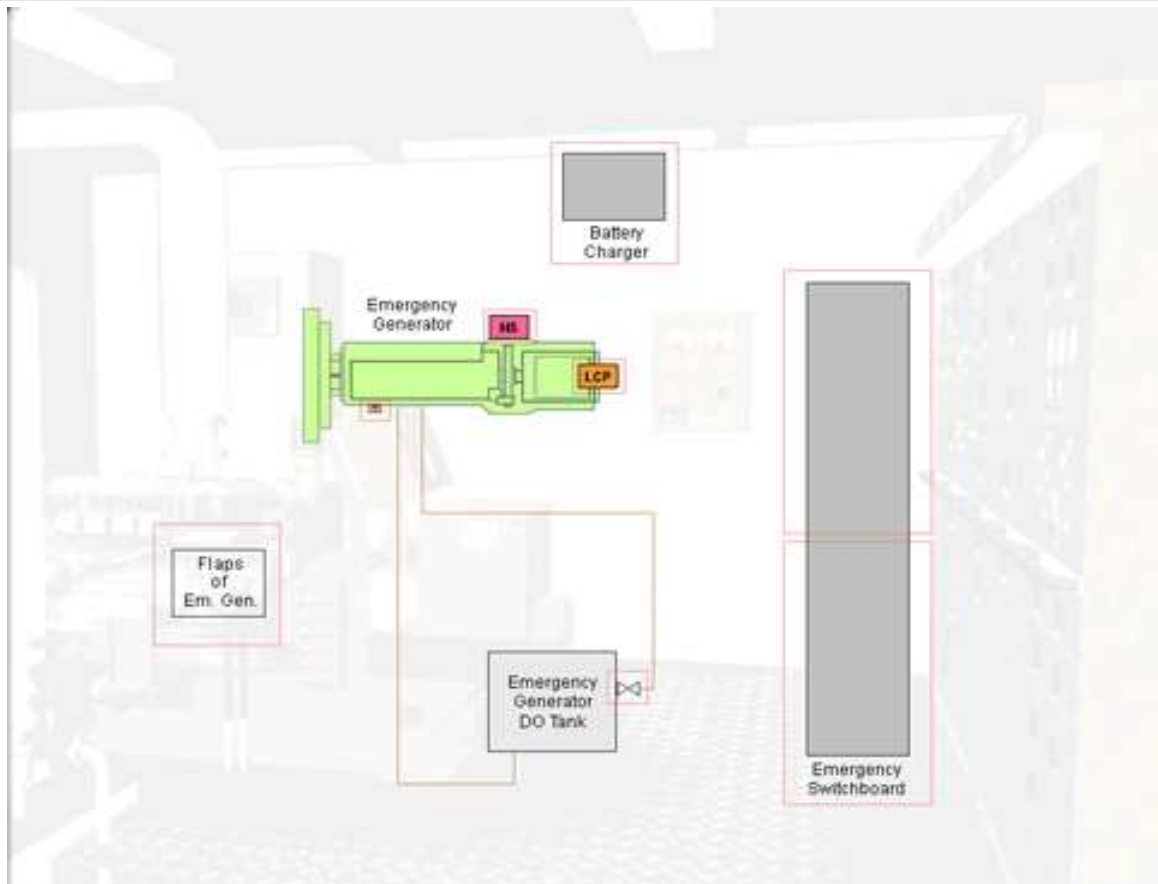 Battery
Charger
Emergency
Generator
HS
LCP
Flaps
of
Em. Gen.
Emergency
Generator
DO Tank
Emergency
Switchboard